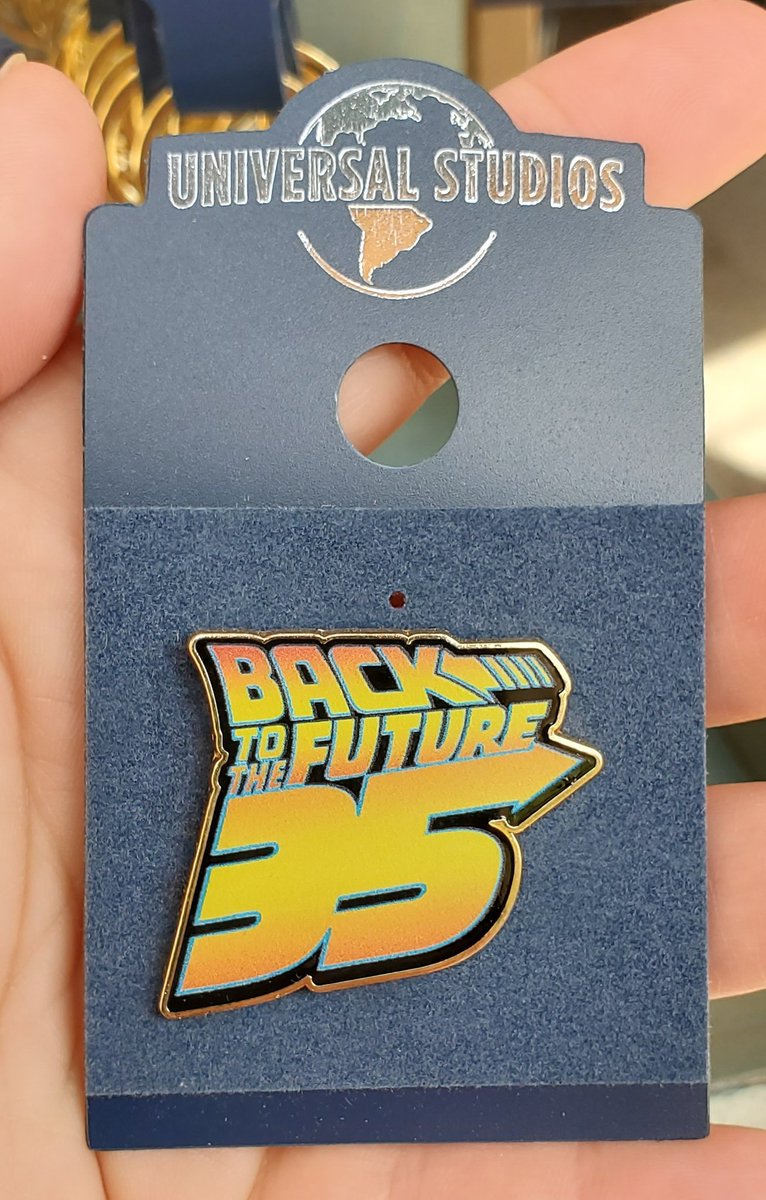 UNIVERSAL STUDIOS
BACK
TO THE FUTURE
35